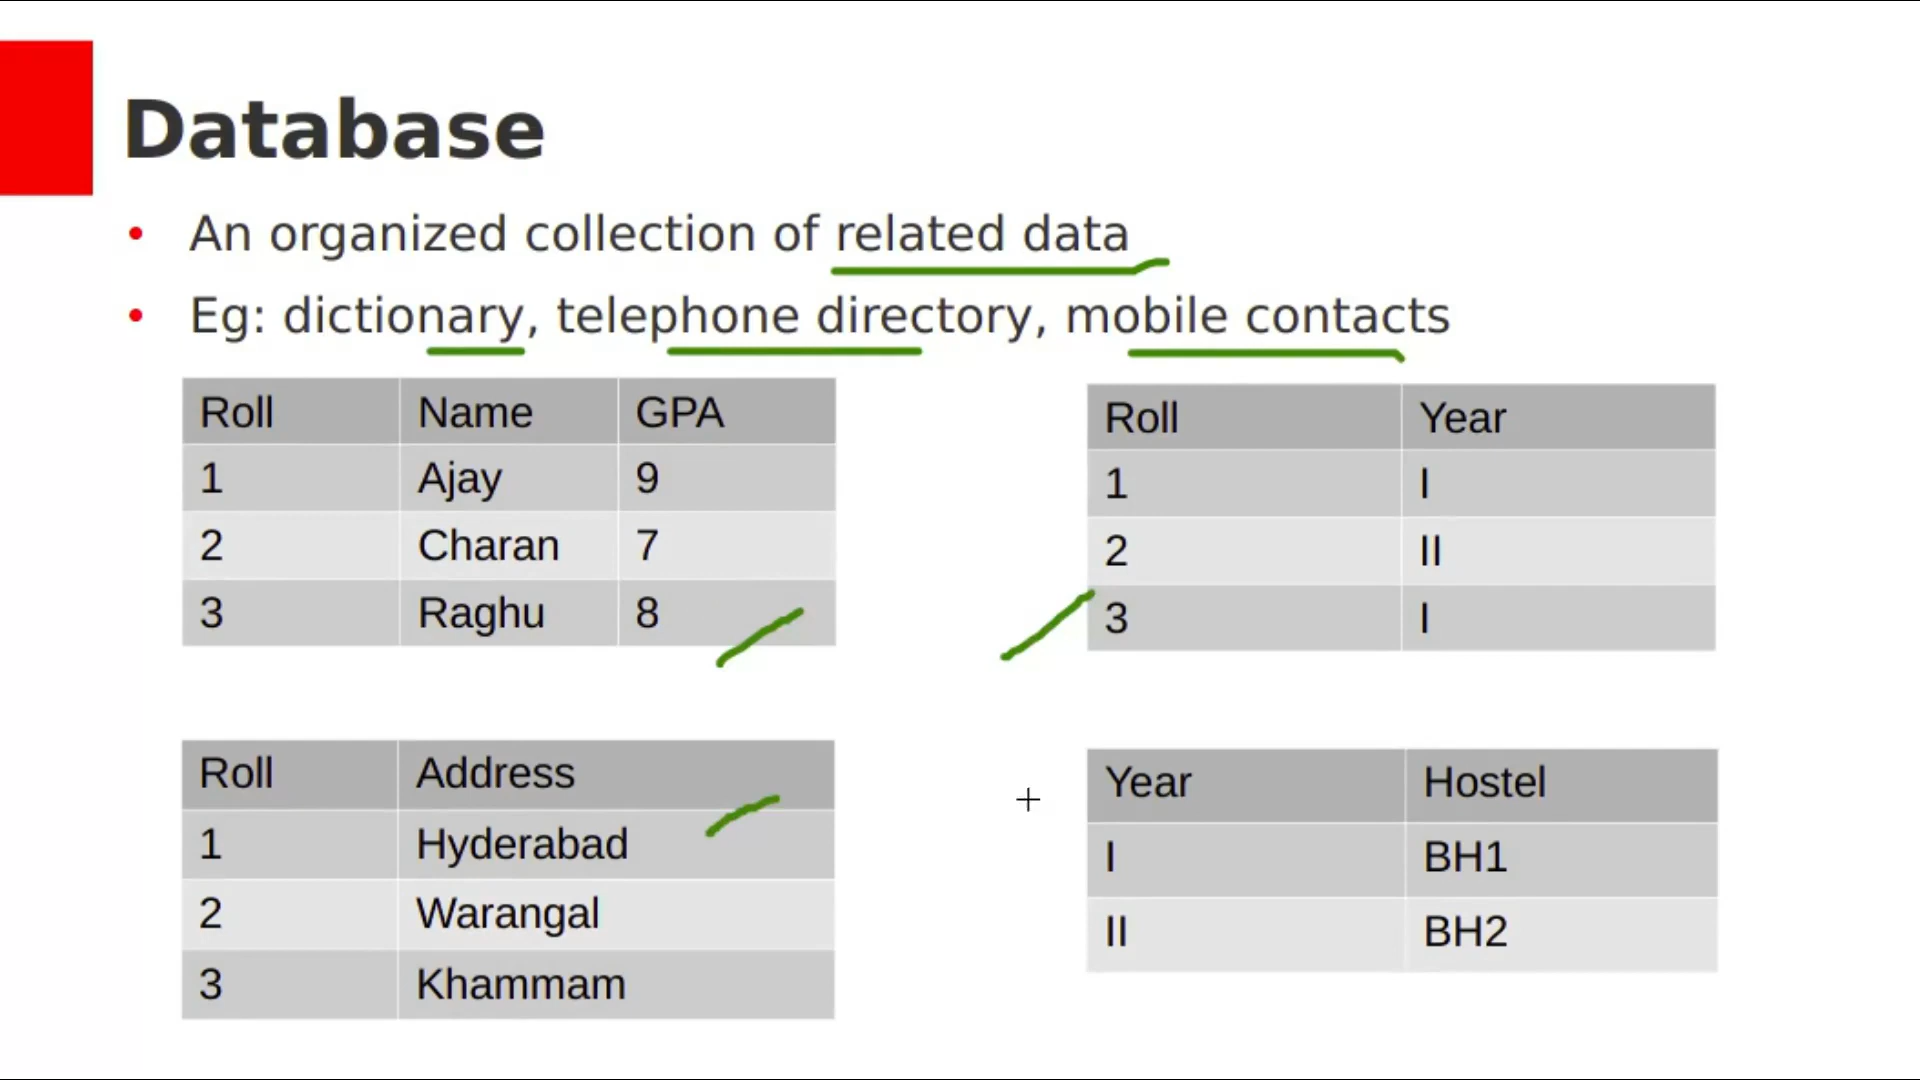 Database
• An organized collection of related data
• Eg: dictionary, telephone directory, mobile contacts
Roll Name GPA
1 Ajay 9
2 Charan 7
3 Raghu 8
Roll Year
1 I
2 II
3 I
Roll Address
1 Hyderabad
2 Warangal
3 Khammam
Year Hostel
I BH1
II BH2